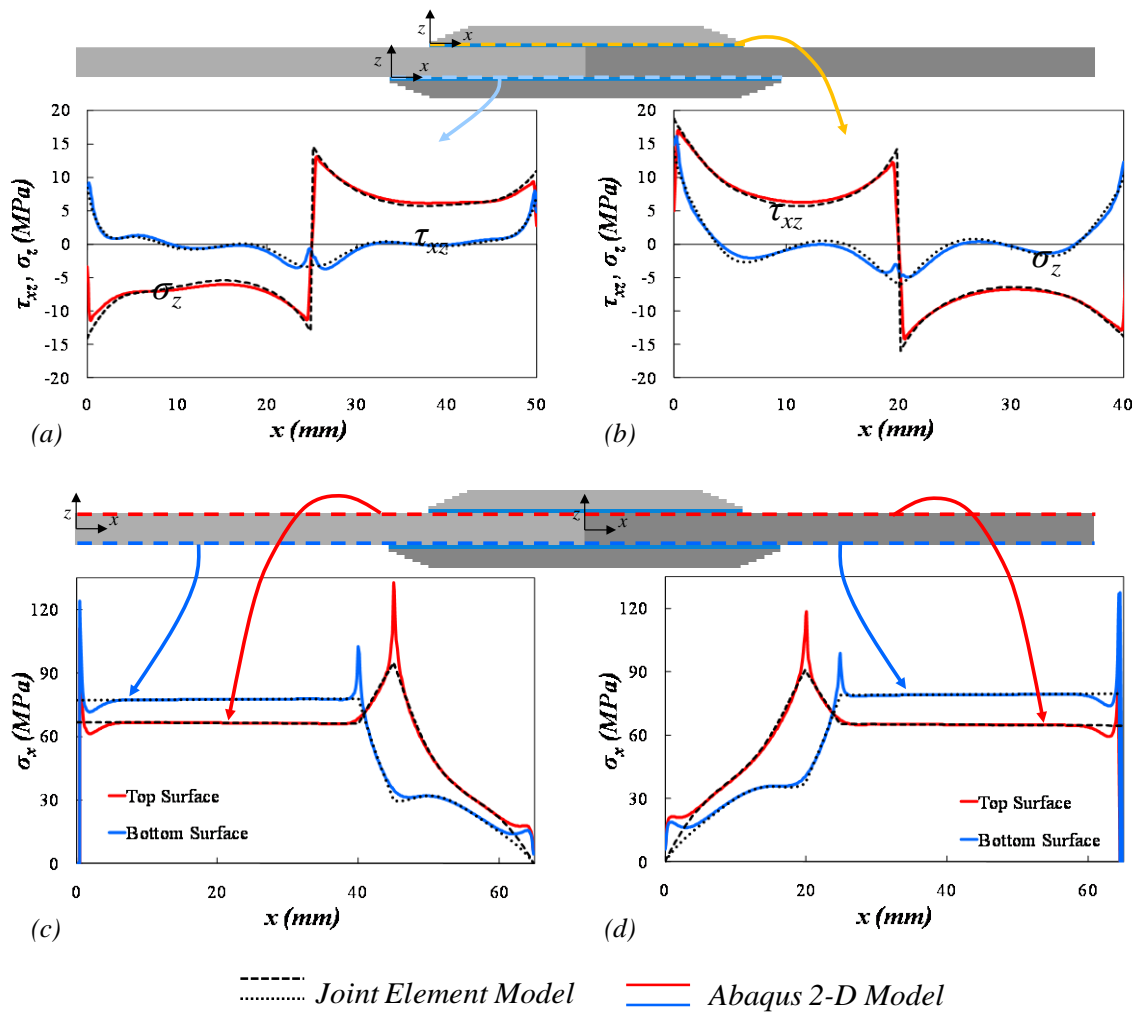 z
x
z
x
20
15
10
5
0
-5
-10
-15
-20
τxz, σz (MPa)
τxz
σz
0 10 20 30 40 50
x (mm)
(a)
20
15
10
5
0
-5
-10
-15
20
τxz, σz (MPa)
τxz
σz
0 10 20 30 40
x (mm)
(b)
z
x
z
x
120
90
60
30
0
σx (MPa)
Top Surface
Bottom Surface
0 20 40 60
x (mm)
(c)
120
90
60
30
0
σx (MPa)
Top Surface
Bottom Surface
0 20 40 60
x (mm)
(d)
Joint Element Model
Abaqus 2-D Model